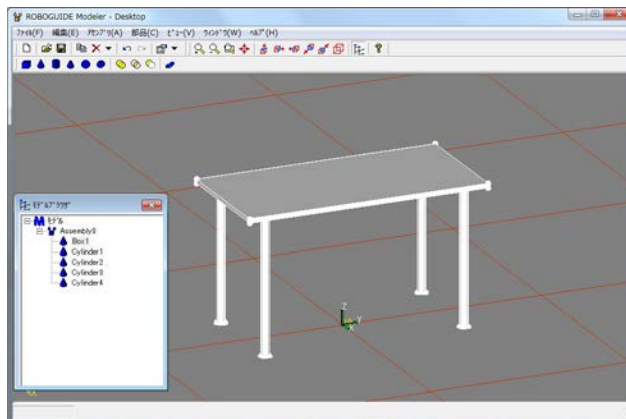 ROBOGUIDE Modeler - Desktop
ﾌｧｲﾙ(F) 編集(E) ｱｾﾝﾌﾞﾘ(A) 部品(C) ﾋﾞｭｰ(V) ｳｨﾝﾄﾞｳ(W) ﾍﾙﾌﾟ(H)
ﾓﾃﾞﾙﾌﾞﾗｳｻﾞ
ﾓﾃﾞﾙ
Assembly0
Box1
Cylinder1
Cylinder2
Cylinder3
Cylinder4
Z
Y
X